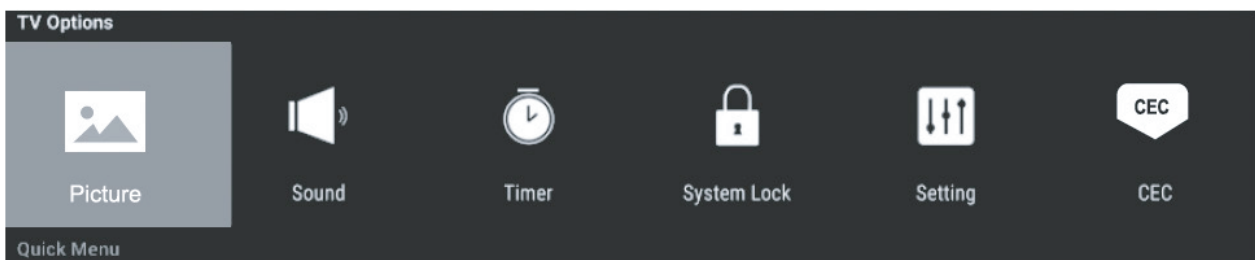 TV Options
CEC
Picture
Sound
Timer
System Lock
Setting
CEC
Quick Menu